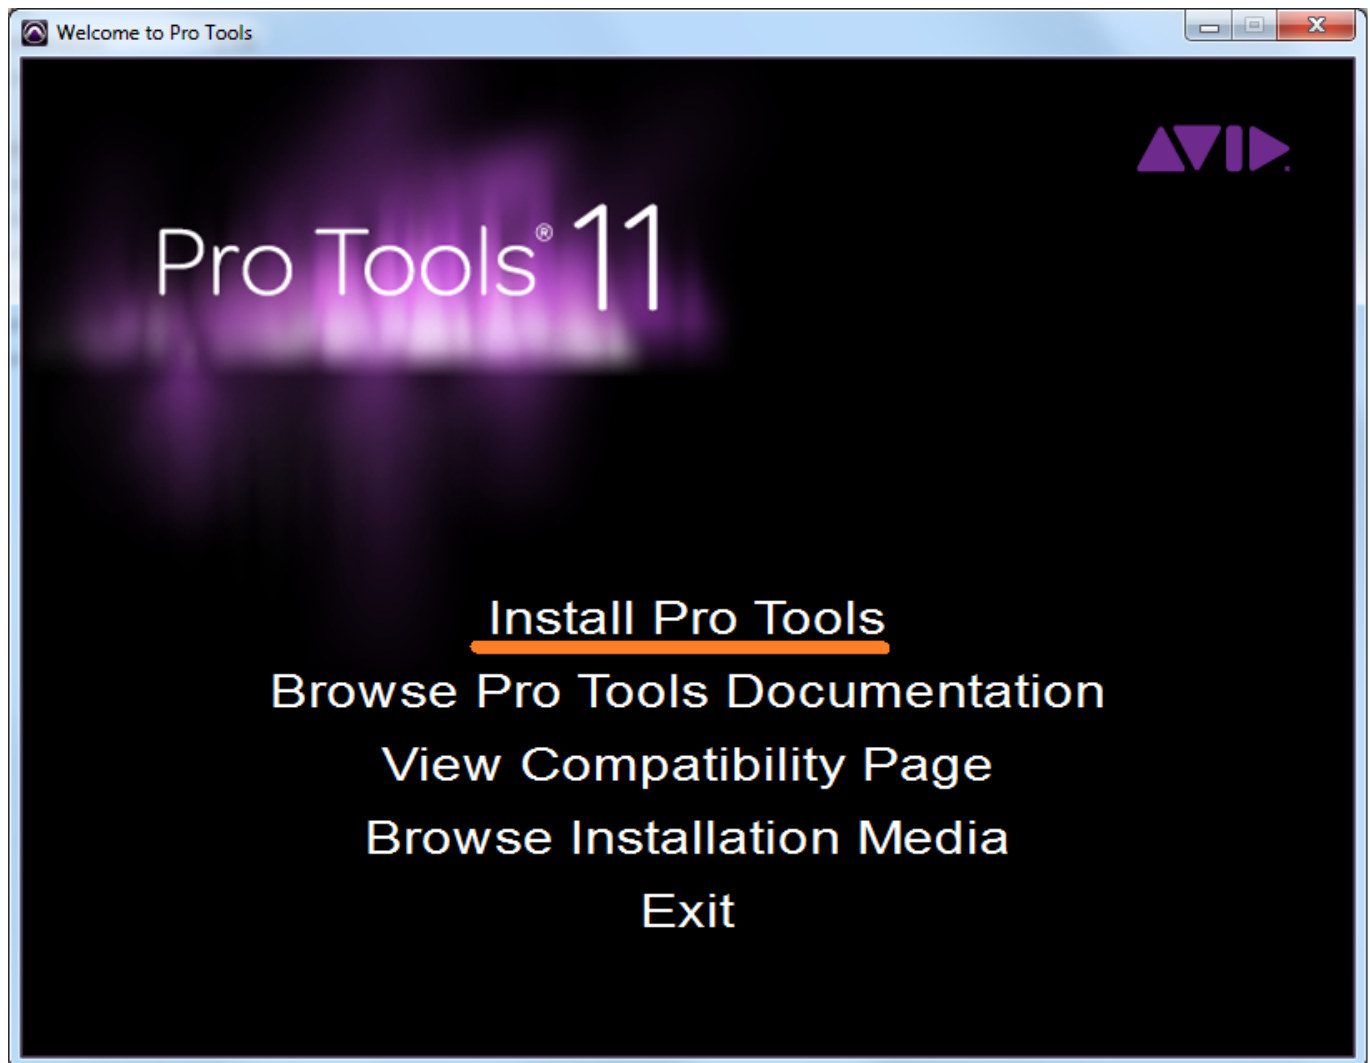 Welcome to Pro Tools
AVID
Pro Tools® 11
Install Pro Tools
Browse Pro Tools Documentation
View Compatibility Page
Browse Installation Media
Exit